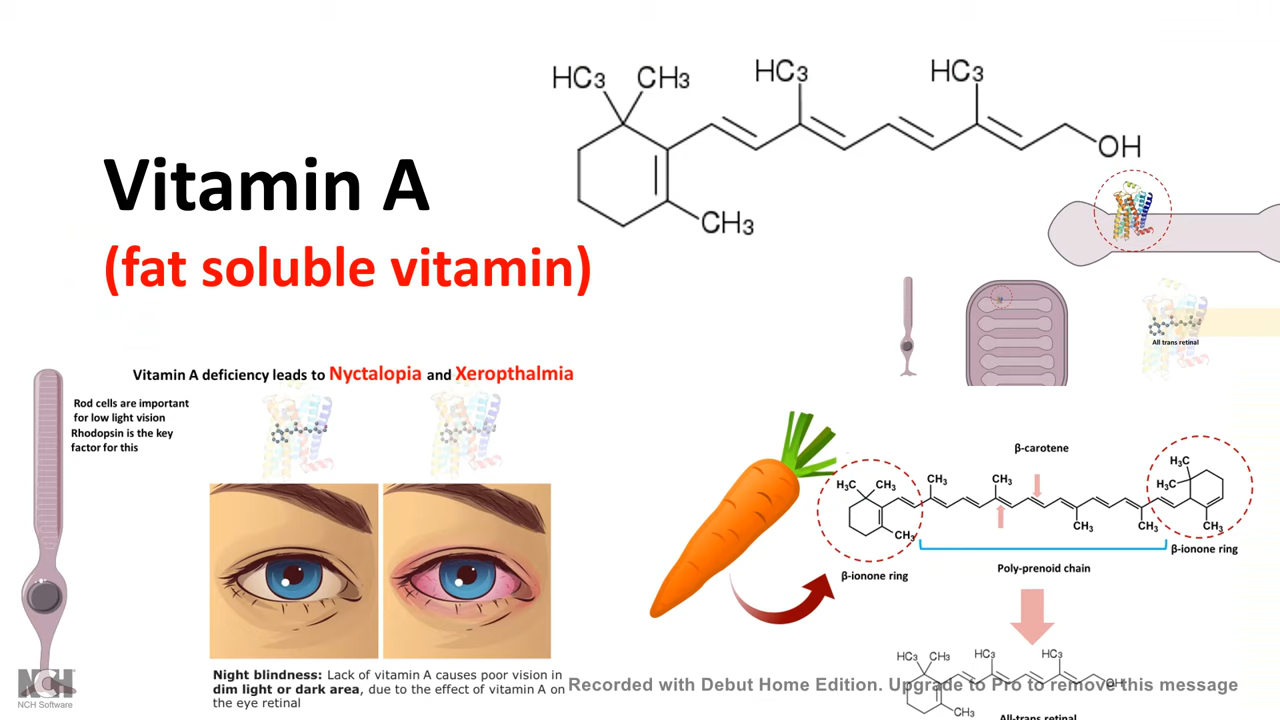 HC3
CH3
HC3
HC3
OH
CH3
Vitamin A
(fat soluble vitamin)
All trans retinal
Vitamin A deficiency leads to Nyctalopia and Xeropthalmia
Rod cells are important
for low light vision
Rhodopsin is the key
factor for this
β-carotene
H₃C
CH₃
CH₃
CH₃
H₃C
H₃C
CH₃
CH₃
CH₃
CH₃
β-ionone ring
Poly-prenoid chain
β-ionone ring
Night blindness: Lack of vitamin A causes poor vision in
dim light or dark area, due to the effect of vitamin A on
the eye retinal
HC₃
CH₃
HC₃
HC₃
OH
CH₃
All-trans retinal
NCH
NCH Software
Recorded with Debut Home Edition. Upgrade to Pro to remove this message